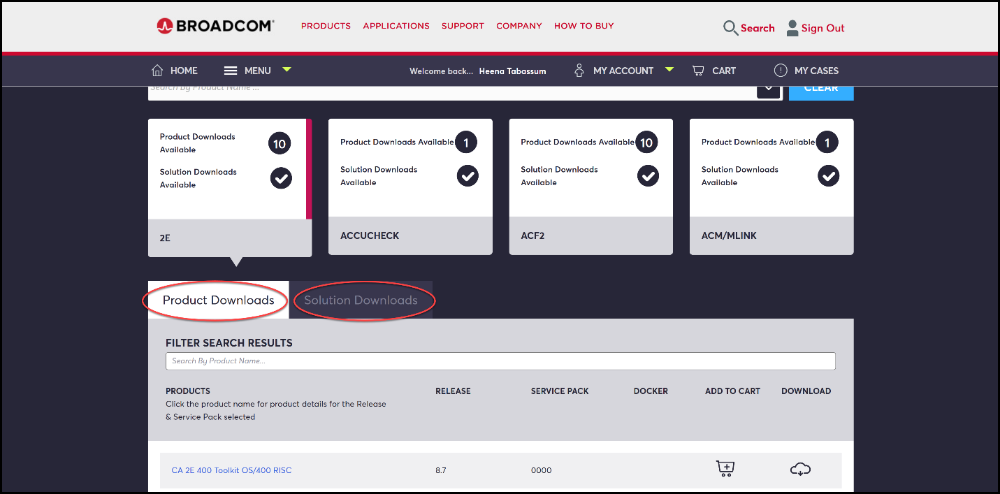 BROADCOM®
PRODUCTS APPLICATIONS SUPPORT COMPANY HOW TO BUY
Search Sign Out
HOME MENU Welcome back... Heena Tabassum MY ACCOUNT CART MY CASES
Search By Product Name ...
CLEAR
Product Downloads
Available
10
Solution Downloads
Available
2E
Product Downloads Available 1
Solution Downloads
Available
ACCUCHECK
Product Downloads Available 10
Solution Downloads
Available
ACF2
Product Downloads Available 1
Solution Downloads
Available
ACM/MLINK
Product Downloads Solution Downloads
FILTER SEARCH RESULTS
Search By Product Name...
PRODUCTS RELEASE SERVICE PACK DOCKER ADD TO CART DOWNLOAD
Click the product name for product details for the Release
& Service Pack selected
CA 2E 400 Toolkit OS/400 RISC 8.7 0000